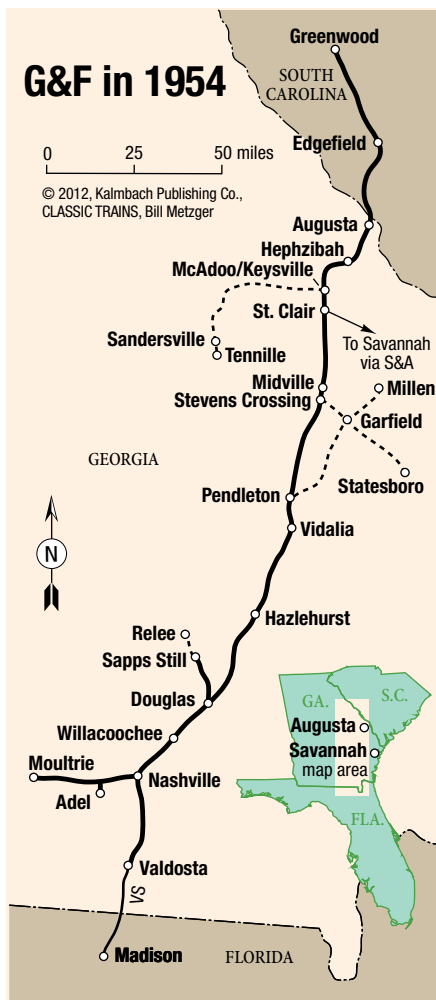 G&F in 1954
Greenwood
SOUTH
CAROLINA
Edgefield
0 50 miles
© 2012, Kalmbach Publishing Co.,
CLASSIC TRAINS, Bill Metzger
Augusta
Hephzibah
McAdoo/Keysville
St. Clair
Sandersville
Tennille
To Savannah
via S&A
Midville
Stevens Crossing
Millen
Garfield
GEORGIA
Statesboro
Pendleton
Vidalia
N
Hazlehurst
Relee
Sapps Still
Douglas
Willacoochee
Moultrie
Adel
Nashville
GA.
S.C.
Augusta
Savannah
map area
FLA.
Valdosta
VS
Madison
FLORIDA